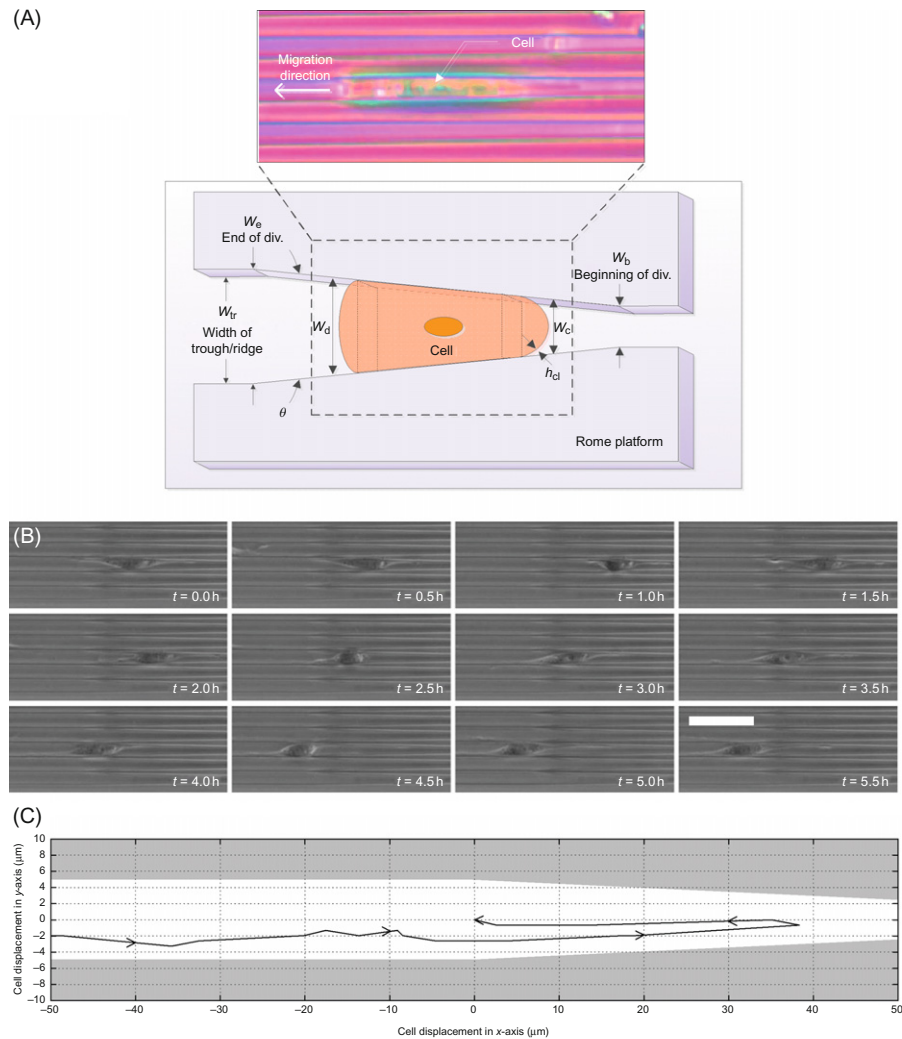 (A)
Cell
Migration
direction
We
End of div.
Wb
Beginning of div.
Wtr
Width of
trough/ridge
Wd
Wc
Cell
hcl
θ
Rome platform
(B)
t = 0.0 h
t = 0.5 h
t = 1.0 h
t = 1.5 h
t = 2.0 h
t = 2.5 h
t = 3.0 h
t = 3.5 h
t = 4.0 h
t = 4.5 h
t = 5.0 h
t = 5.5 h
(C)
Cell displacement in y-axis (μm)
10
8
6
4
2
0
−2
−4
−6
−8
−10
−50
−40
−30
−20
−10
0
10
20
30
40
50
Cell displacement in x-axis (μm)